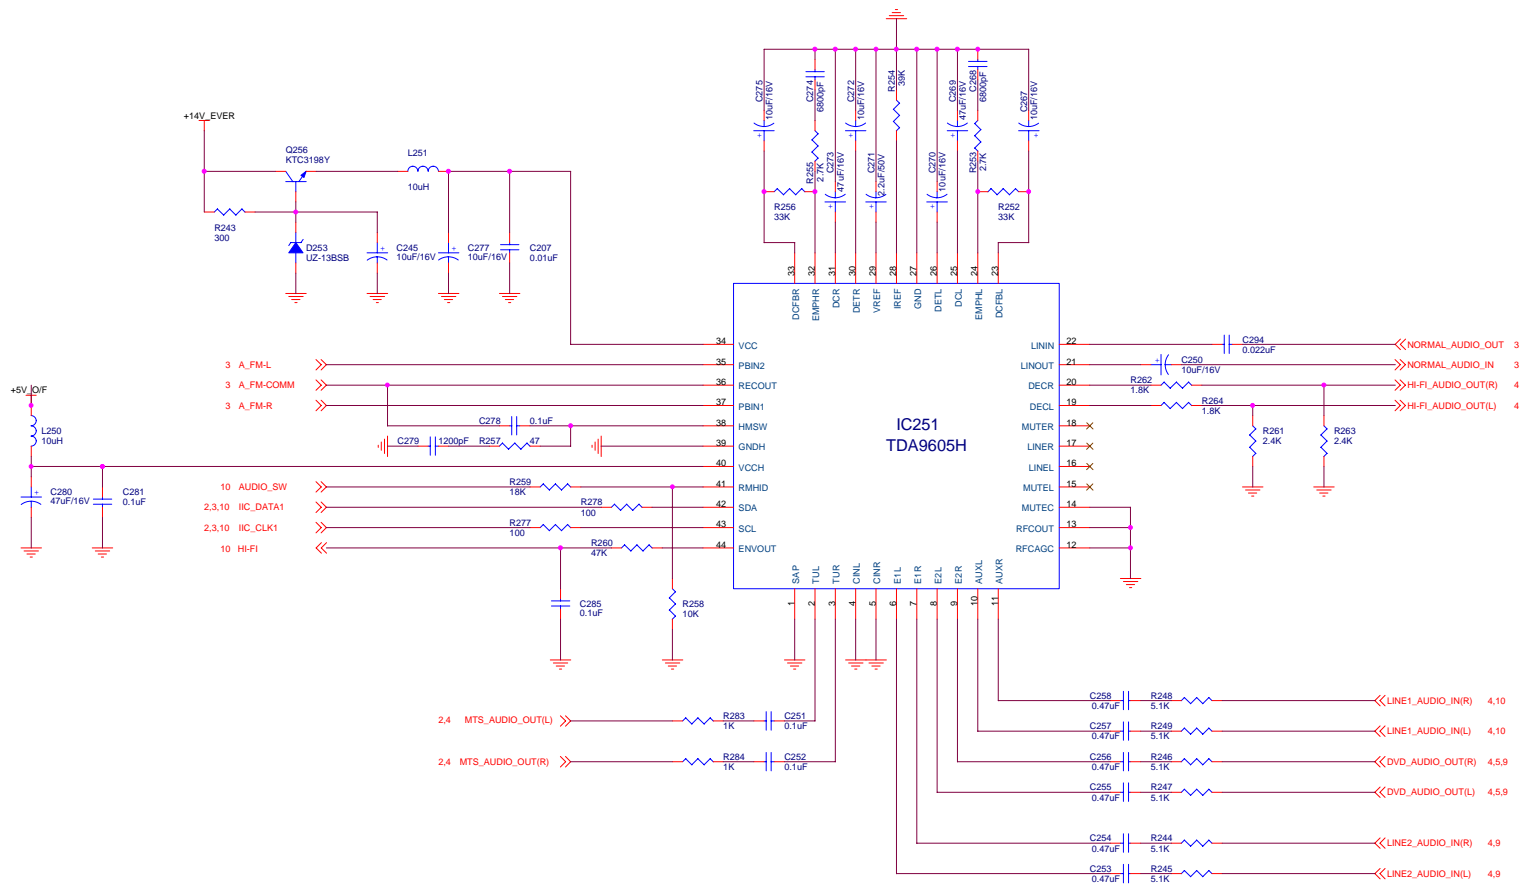 C275
10uF/16V
C274
6800pF
C272
10uF/16V
R254
39K
C269
47uF/16V
C268
6800pF
C267
10uF/16V
R255
2.7K
C273
47uF/16V
C271
2.2uF/50V
C270
10uF/16V
R253
2.7K
R256
33K
R252
33K
+14V_EVER
Q256
KTC3198Y
L251
10uH
R243
300
D253
UZ-13BSB
C245
10uF/16V
C277
10uF/16V
C207
0.01uF
33 32 31 30 29 28 27 26 25 24 23
DCFBR EMPHR DCR DETR VREF IREF GND DETL DCL EMPHL DCFBL
34 VCC
35 PBIN2
36 RECOUT
37 PBIN1
38 HMSW
39 GNDH
40 VCCH
41 RMHID
42 SDA
43 SCL
44 ENVOUT
IC251
TDA9605H
LININ 22
LINOUT 21
DECR 20
DECL 19
MUTER 18
LINER 17
LINEL 16
MUTEL 15
MUTEC 14
RFCOUT 13
RFCAGC 12
SAP TUL TUR CINL CINR E1L E1R E2L E2R AUXL AUXR
1 2 3 4 5 6 7 8 9 10 11
3 A_FM-L
3 A_FM-COMM
3 A_FM-R
C278 0.1uF
C279 1200pF R257 47
+5V_O/F
L250
10uH
C280
47uF/16V
C281
0.1uF
10 AUDIO_SW
R259
18K
2,3,10 IIC_DATA1
R278
100
2,3,10 IIC_CLK1
R277
100
10 HI-FI
R260
47K
C285
0.1uF
R258
10K
C294
0.022uF
NORMAL_AUDIO_OUT 3
C250
10uF/16V
NORMAL_AUDIO_IN 3
R262
1.8K
HI-FI_AUDIO_OUT(R) 4
R264
1.8K
HI-FI_AUDIO_OUT(L) 4
R261
2.4K
R263
2.4K
2,4 MTS_AUDIO_OUT(L)
R283
1K
C251
0.1uF
2,4 MTS_AUDIO_OUT(R)
R284
1K
C252
0.1uF
C258
0.47uF
R248
5.1K
LINE1_AUDIO_IN(R) 4,10
C257
0.47uF
R249
5.1K
LINE1_AUDIO_IN(L) 4,10
C256
0.47uF
R246
5.1K
DVD_AUDIO_OUT(R) 4,5,9
C255
0.47uF
R247
5.1K
DVD_AUDIO_OUT(L) 4,5,9
C254
0.47uF
R244
5.1K
LINE2_AUDIO_IN(R) 4,9
C253
0.47uF
R245
5.1K
LINE2_AUDIO_IN(L) 4,9